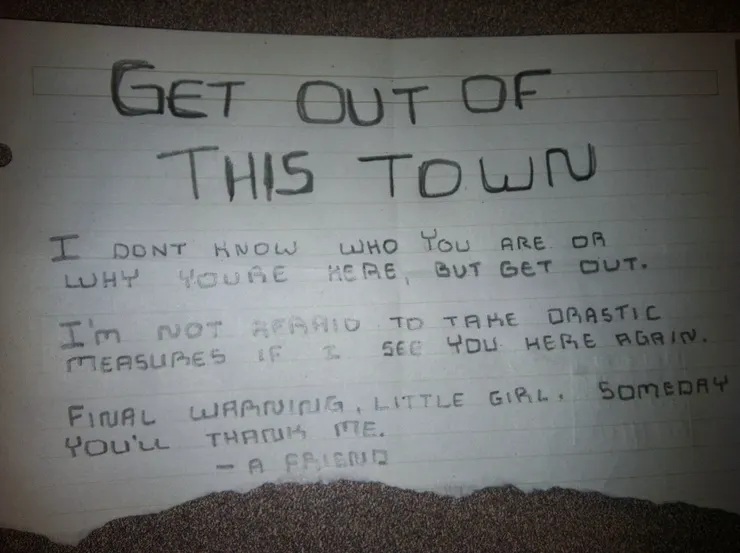 GET OUT OF
THIS TOWN
I DONT KNOW WHO YOU ARE OR
WHY YOURE HERE, BUT GET OUT.
I'm NOT AFRAID TO TAKE DRASTIC
MEASURES IF I SEE YOU HERE AGAIN.
FINAL WARNING, LITTLE GIRL. SOMEDAY
YOU'LL THANK ME.
- A FRIEND